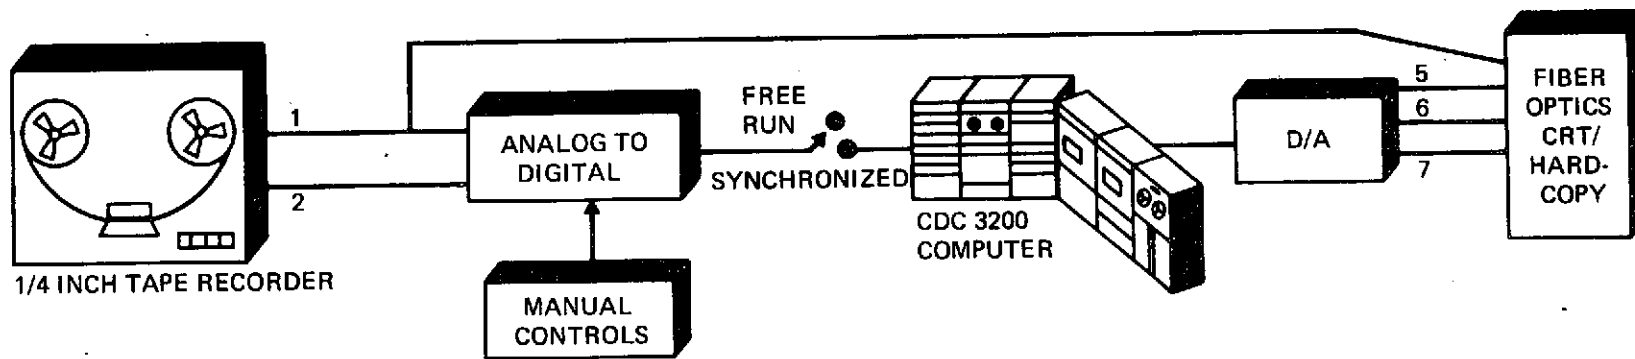 1/4 INCH TAPE RECORDER
1
2
ANALOG TO
DIGITAL
MANUAL
CONTROLS
FREE
RUN
SYNCHRONIZED
CDC 3200
COMPUTER
D/A
5
6
7
FIBER
OPTICS
CRT/
HARD-
COPY